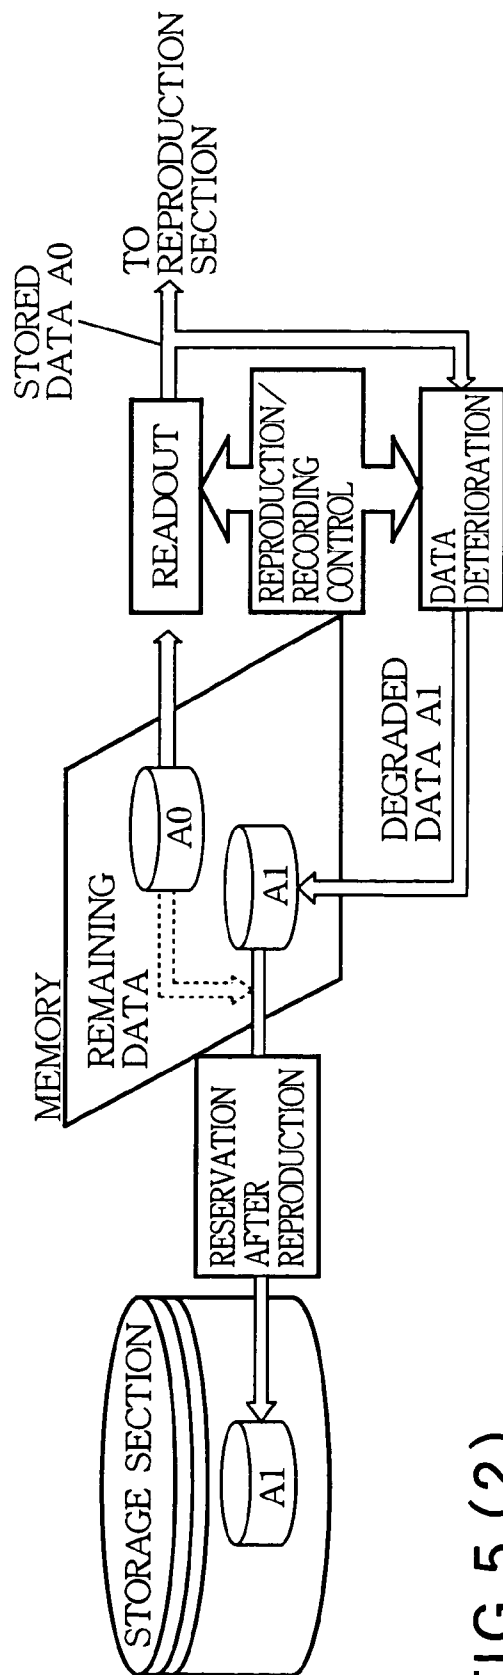 STORAGE SECTION
A1
RESERVATION
AFTER
REPRODUCTION
MEMORY
REMAINING
DATA
A0
A1
READOUT
STORED
DATA A0
TO
REPRODUCTION
SECTION
REPRODUCTION/
RECORDING
CONTROL
DATA
DETERIORATION
DEGRADED
DATA A1
IG 5 (2)